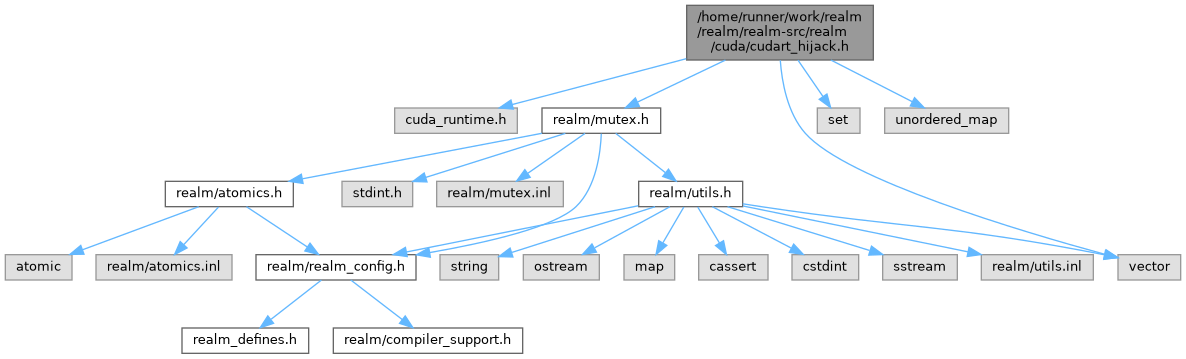 /home/runner/work/realm
/realm/realm-src/realm
/cuda/cudart_hijack.h
cuda_runtime.h
realm/mutex.h
set
unordered_map
realm/atomics.h
stdint.h
realm/mutex.inl
realm/utils.h
atomic
realm/atomics.inl
realm/realm_config.h
string
ostream
map
cassert
cstdint
sstream
realm/utils.inl
vector
realm_defines.h
realm/compiler_support.h